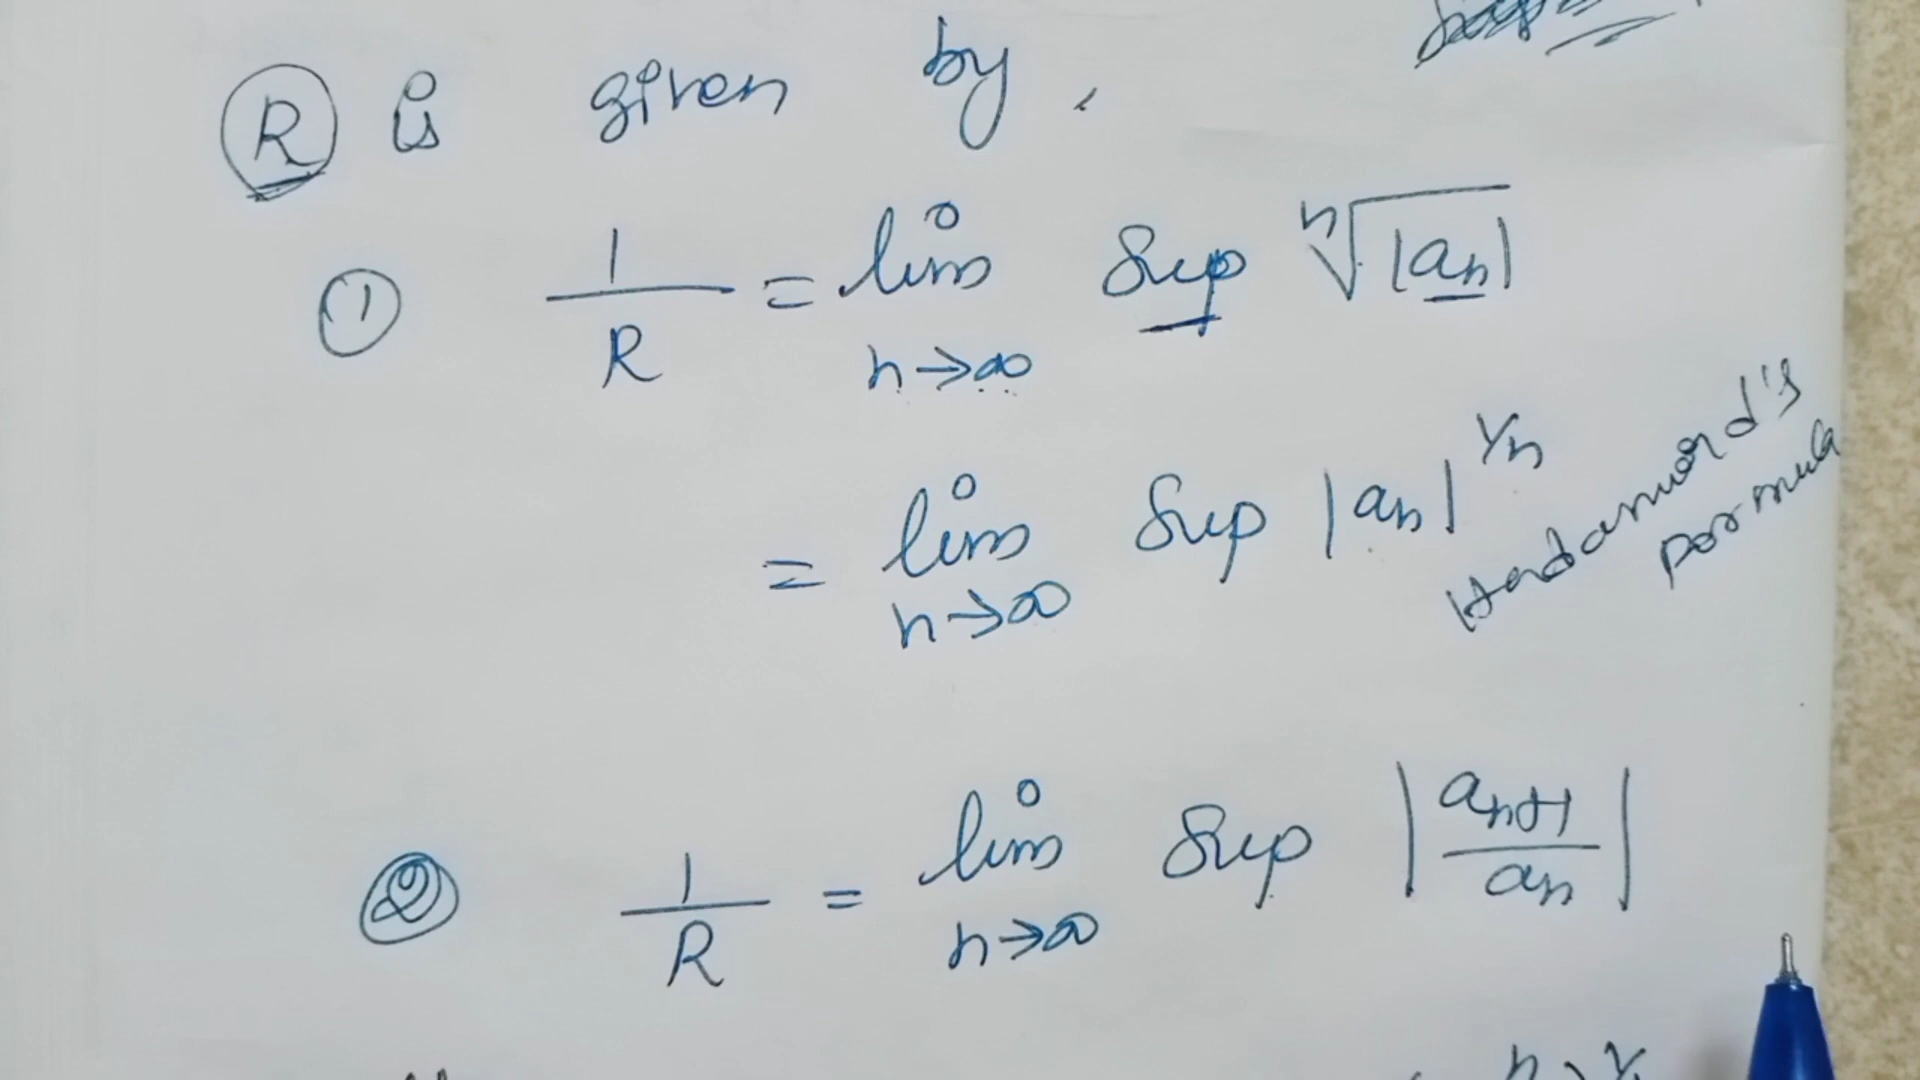 R is given by,
① 1/R = lim n→∞ Sup ⁿ√|aₙ|
= lim n→∞ Sup |aₙ|^1/n
Hadamard's
Formula
② 1/R = lim n→∞ Sup |aₙ₊₁/aₙ|